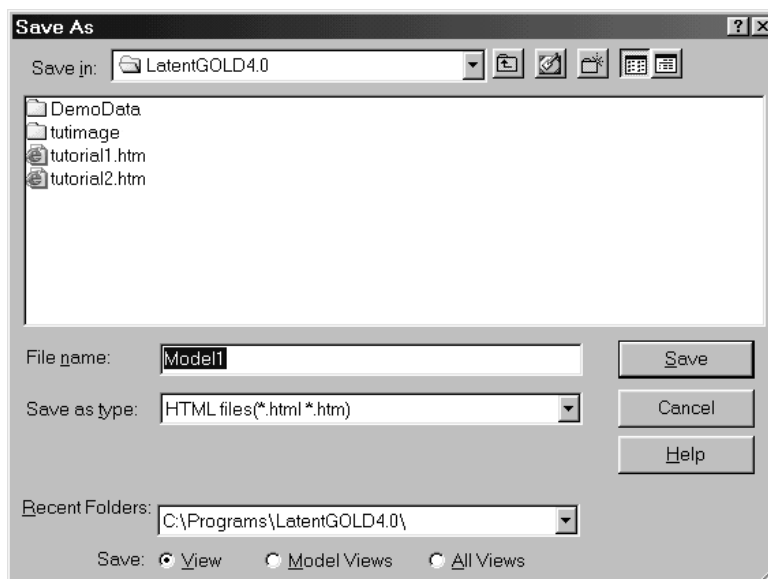 Save As
Save in: LatentGOLD4.0
DemoData
tutimage
tutorial1.htm
tutorial2.htm
File name: Model1 Save
Save as type: HTML files(*.html *.htm) Cancel
Help
Recent Folders: C:\Programs\LatentGOLD4.0\
Save: View Model Views All Views